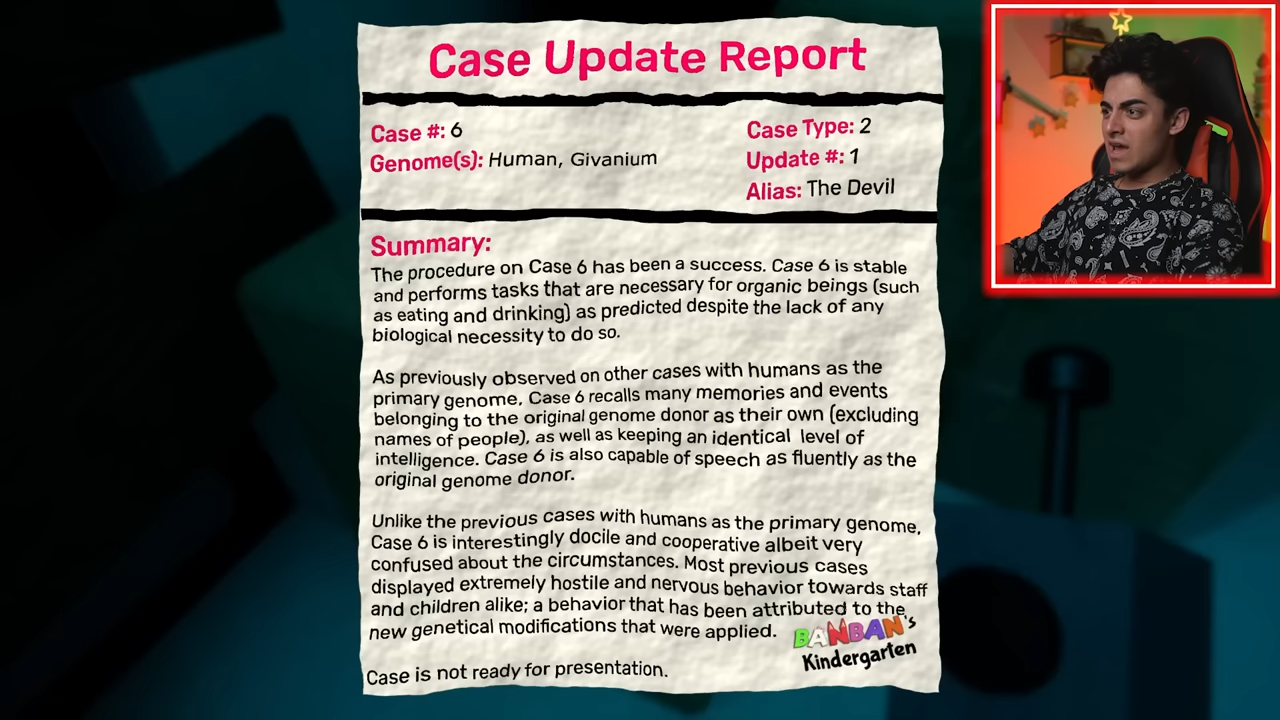 Case Update Report
Case #: 6
Genome(s): Human, Givanium
Case Type: 2
Update #: 1
Alias: The Devil
Summary:
The procedure on Case 6 has been a success. Case 6 is stable
and performs tasks that are necessary for organic beings (such
as eating and drinking) as predicted despite the lack of any
biological necessity to do so.
As previously observed on other cases with humans as the
primary genome, Case 6 recalls many memories and events
belonging to the original genome donor as their own (excluding
names of people), as well as keeping an identical level of
intelligence. Case 6 is also capable of speech as fluently as the
original genome donor.
Unlike the previous cases with humans as the primary genome,
Case 6 is interestingly docile and cooperative albeit very
confused about the circumstances. Most previous cases
displayed extremely hostile and nervous behavior towards staff
and children alike; a behavior that has been attributed to the
new genetical modifications that were applied.
BANBAN's
Kindergarten
Case is not ready for presentation.